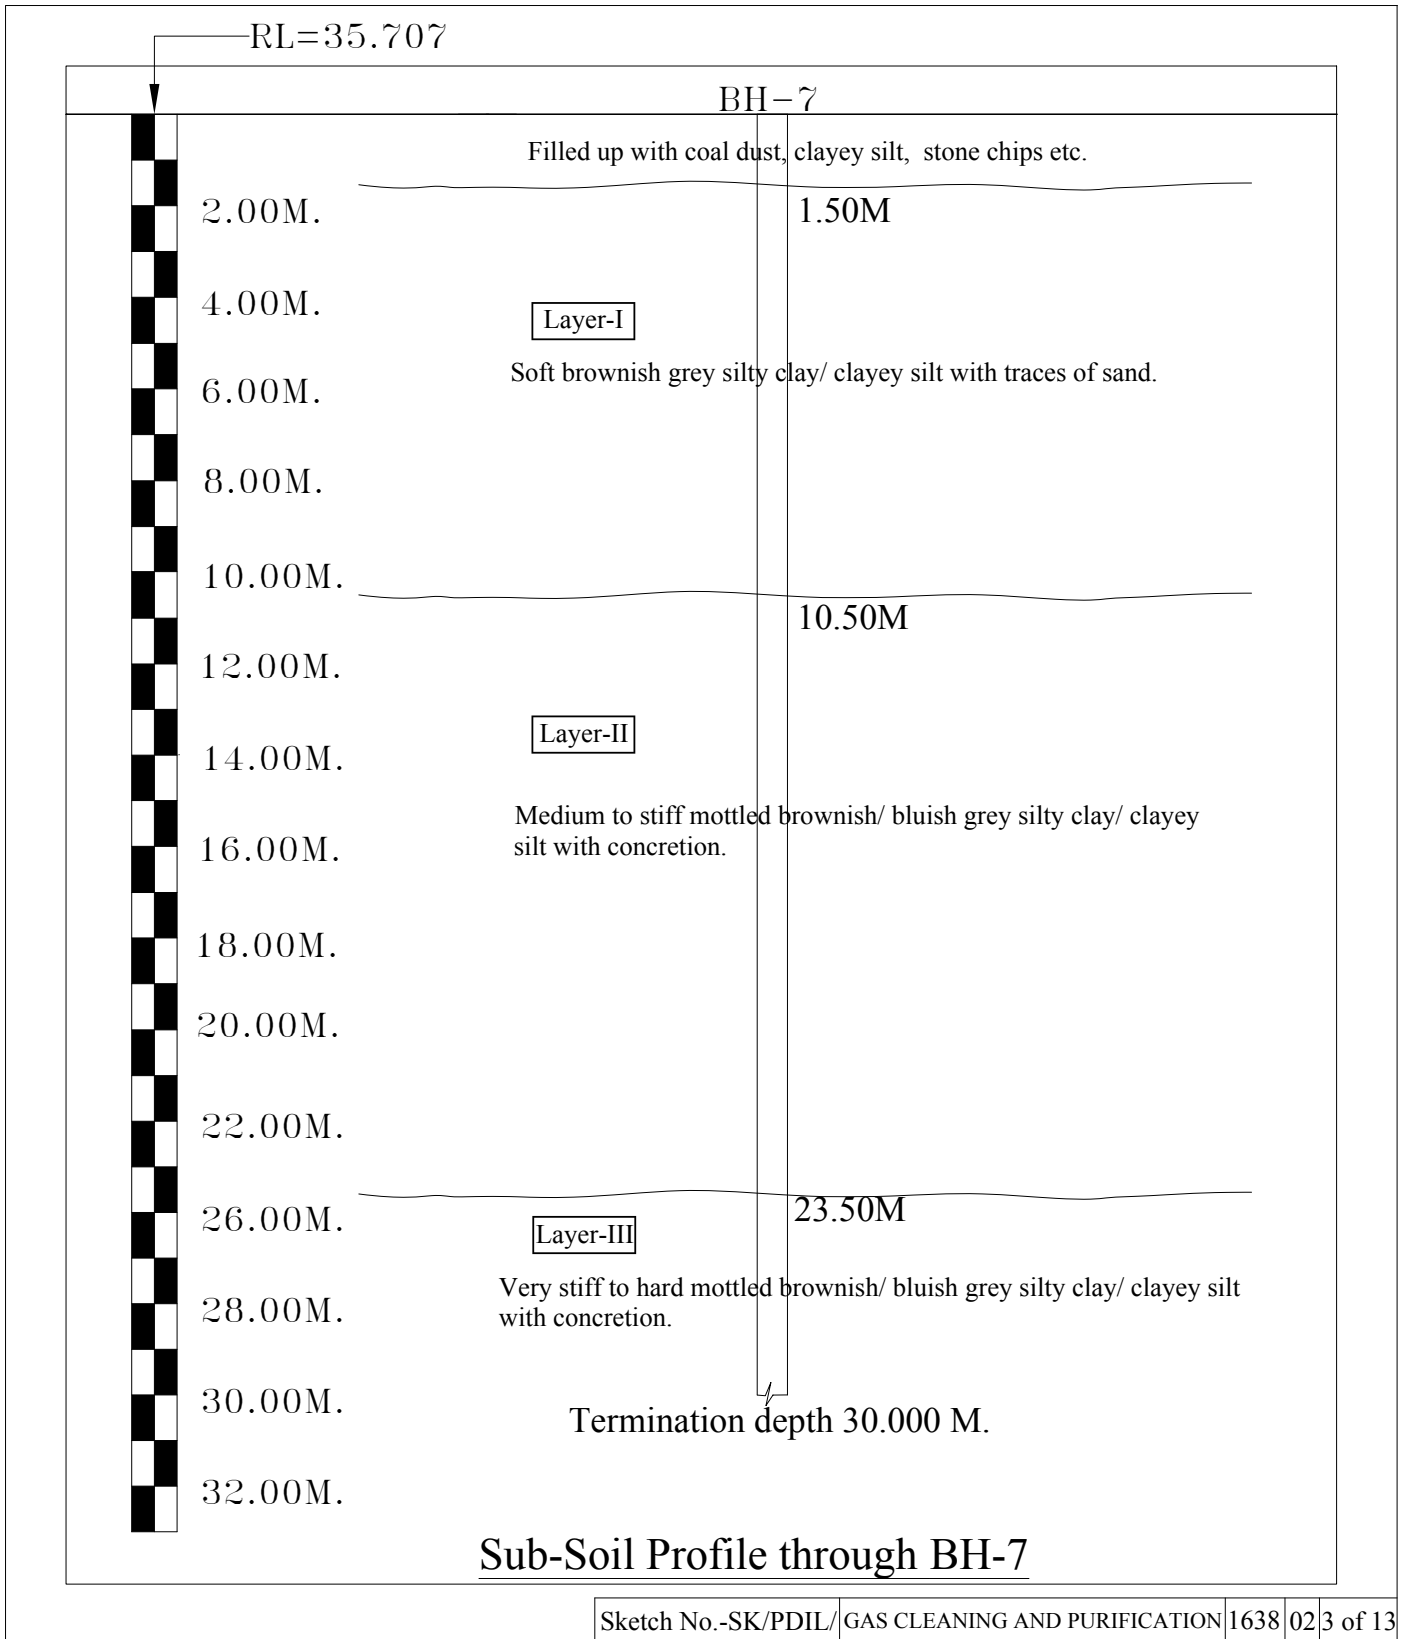 RL=35.707
BH-7
Filled up with coal dust, clayey silt, stone chips etc.
2.00M.
1.50M
4.00M.
Layer-I
Soft brownish grey silty clay/ clayey silt with traces of sand.
6.00M.
8.00M.
10.00M.
10.50M
12.00M.
Layer-II
14.00M.
Medium to stiff mottled brownish/ bluish grey silty clay/ clayey
silt with concretion.
16.00M.
18.00M.
20.00M.
22.00M.
23.50M
26.00M.
Layer-III
Very stiff to hard mottled brownish/ bluish grey silty clay/ clayey silt
with concretion.
28.00M.
30.00M.
Termination depth 30.000 M.
32.00M.
Sub-Soil Profile through BH-7
Sketch No.-SK/PDIL/ GAS CLEANING AND PURIFICATION 1638 02 3 of 13